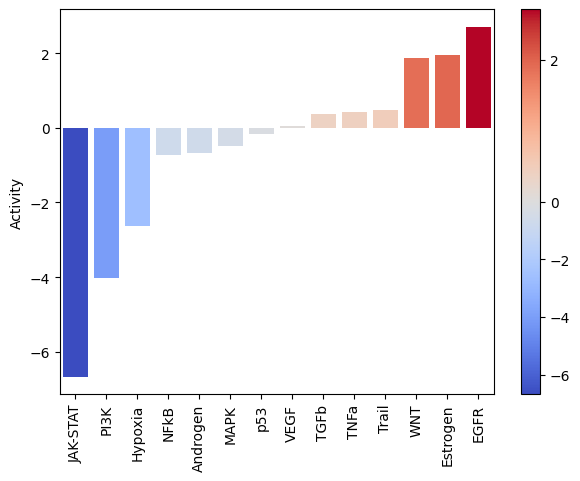 Activity
2
0
−2
−4
−6
JAK-STAT
PI3K
Hypoxia
NFkB
Androgen
MAPK
p53
VEGF
TGFb
TNFa
Trail
WNT
Estrogen
EGFR
2
0
−2
−4
−6